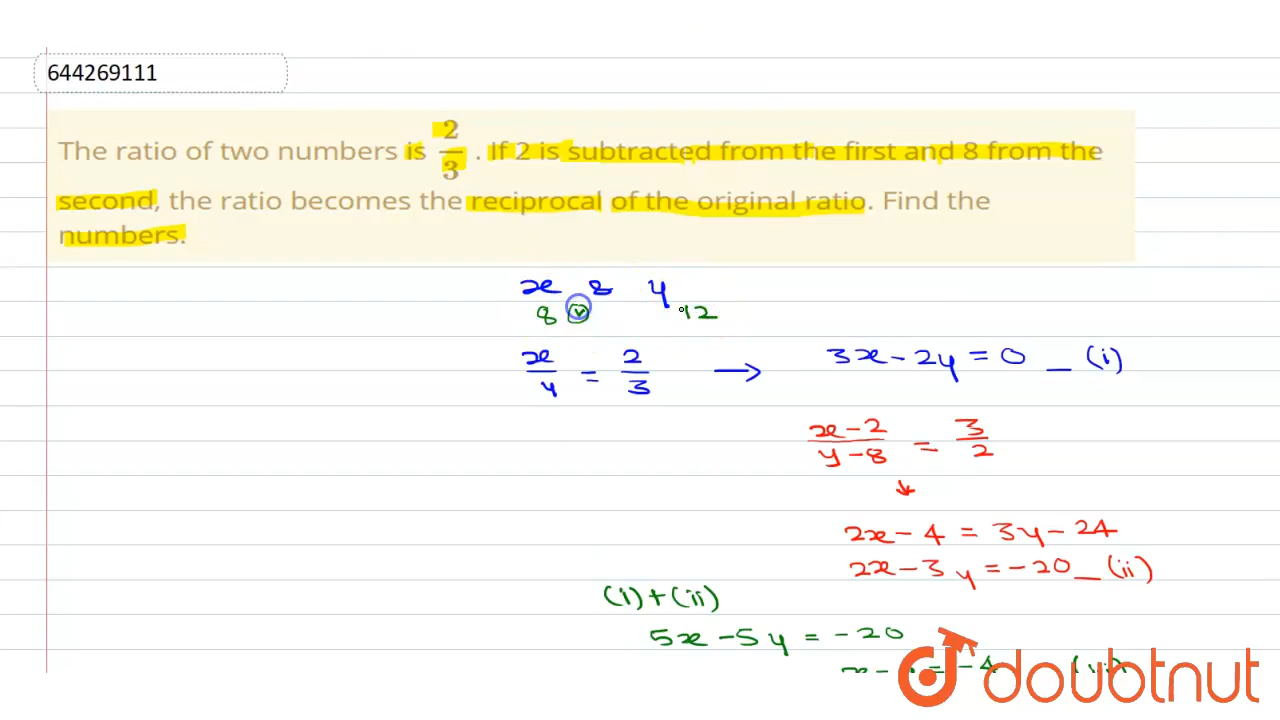 644269111
The ratio of two numbers is 2/3 . If 2 is subtracted from the first and 8 from the
second, the ratio becomes the reciprocal of the original ratio. Find the
numbers.
x & y
8 12
x/y = 2/3 → 3x - 2y = 0 _ (i)
x-2/y-8 = 3/2
↓
2x - 4 = 3y - 24
2x - 3y = -20 _ (ii)
(i) + (ii)
5x - 5y = -20
= -4
doubtnut